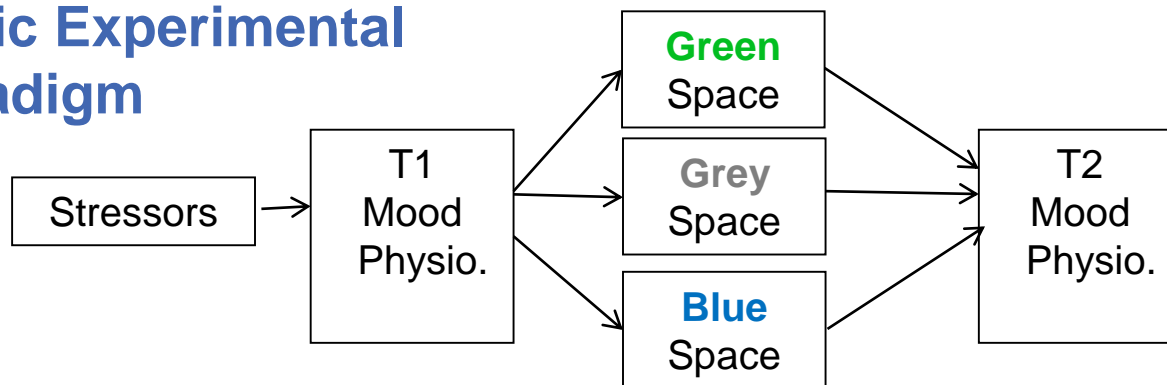 ic Experimental
adigm
Stressors
T1
Mood
Physio.
Green
Space
Grey
Space
Blue
Space
T2
Mood
Physio.